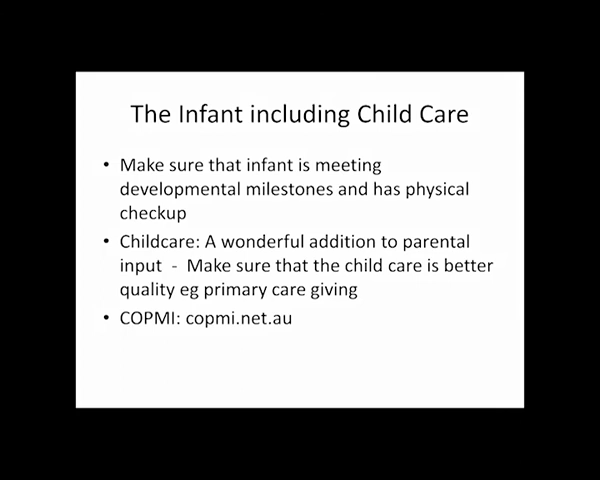 The Infant including Child Care
• Make sure that infant is meeting
developmental milestones and has physical
checkup
• Childcare: A wonderful addition to parental
input - Make sure that the child care is better
quality eg primary care giving
• COPMI: copmi.net.au